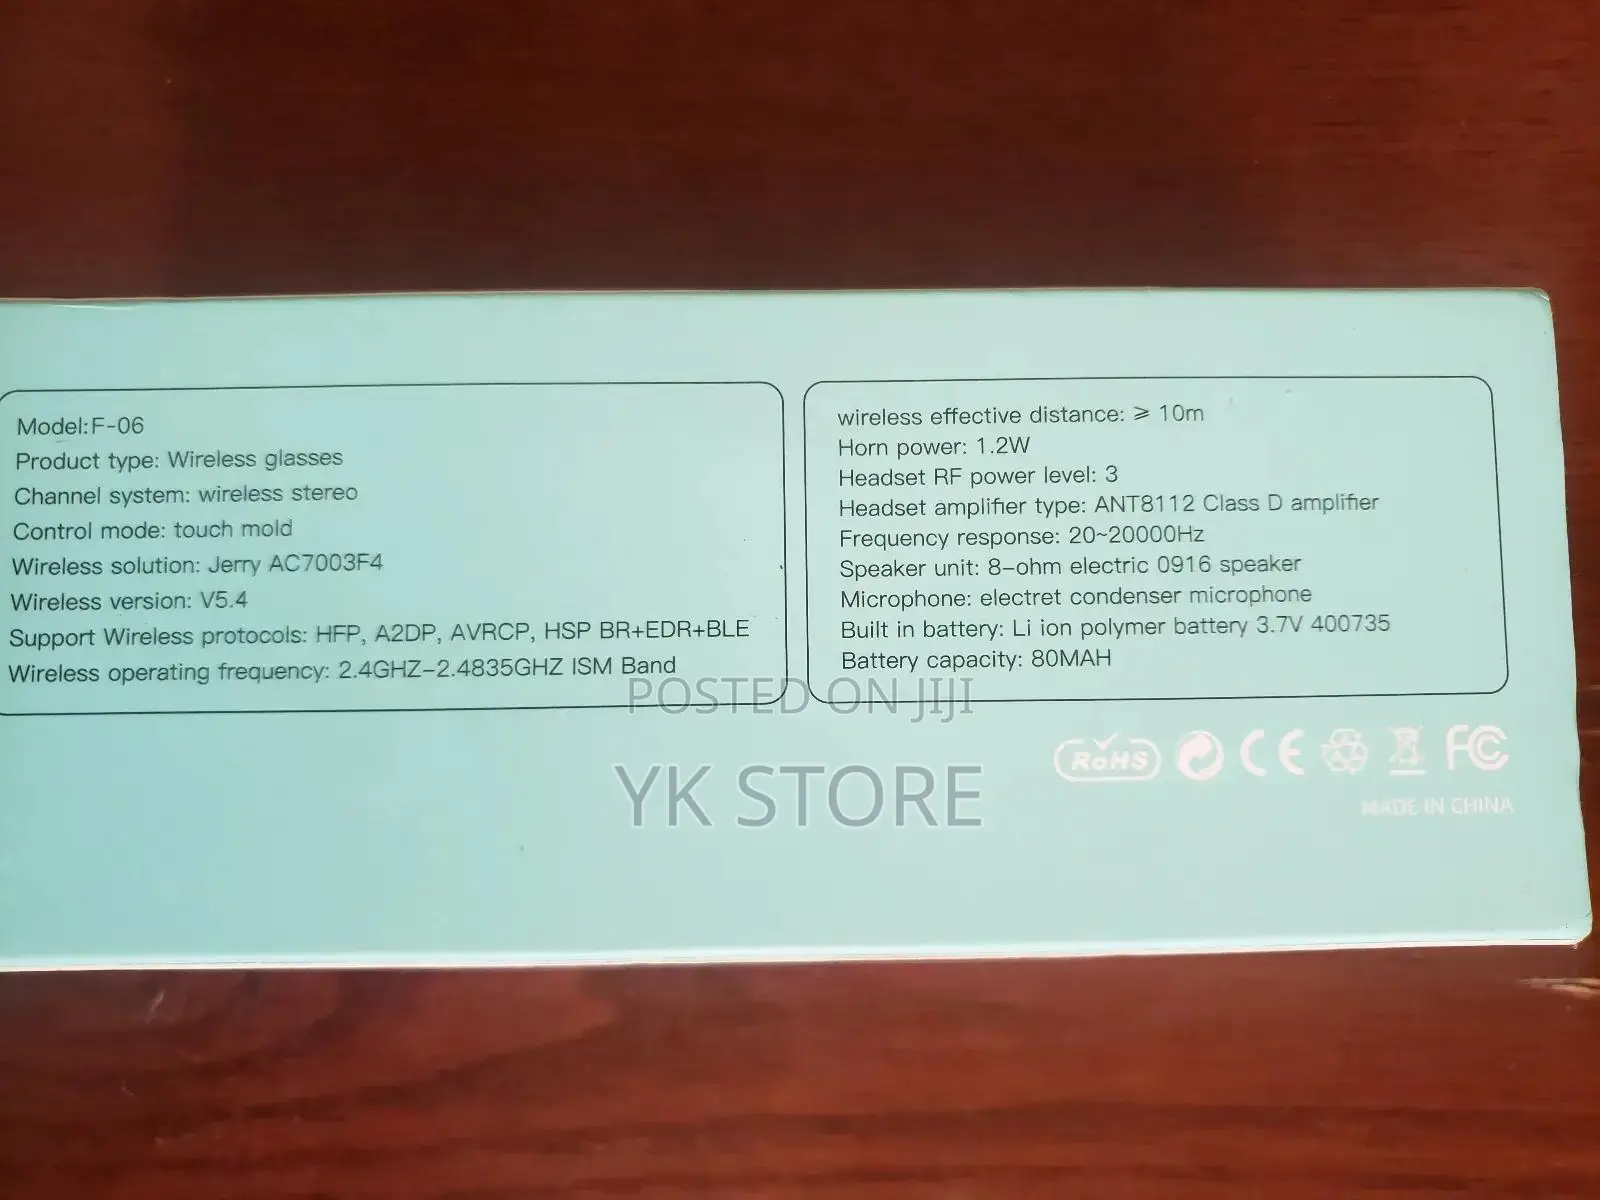 Model:F-06
Product type: Wireless glasses
Channel system: wireless stereo
Control mode: touch mold
Wireless solution: Jerry AC7003F4
Wireless version: V5.4
Support Wireless protocols: HFP, A2DP, AVRCP, HSP BR+EDR+BLE
Wireless operating frequency: 2.4GHZ-2.4835GHZ ISM Band
wireless effective distance: ⩾ 10m
Horn power: 1.2W
Headset RF power level: 3
Headset amplifier type: ANT8112 Class D amplifier
Frequency response: 20~20000Hz
Speaker unit: 8-ohm electric 0916 speaker
Microphone: electret condenser microphone
Built in battery: Li ion polymer battery 3.7V 400735
Battery capacity: 80MAH
POSTED ON JIJI
YK STORE
RoHS CE FC
MADE IN CHINA